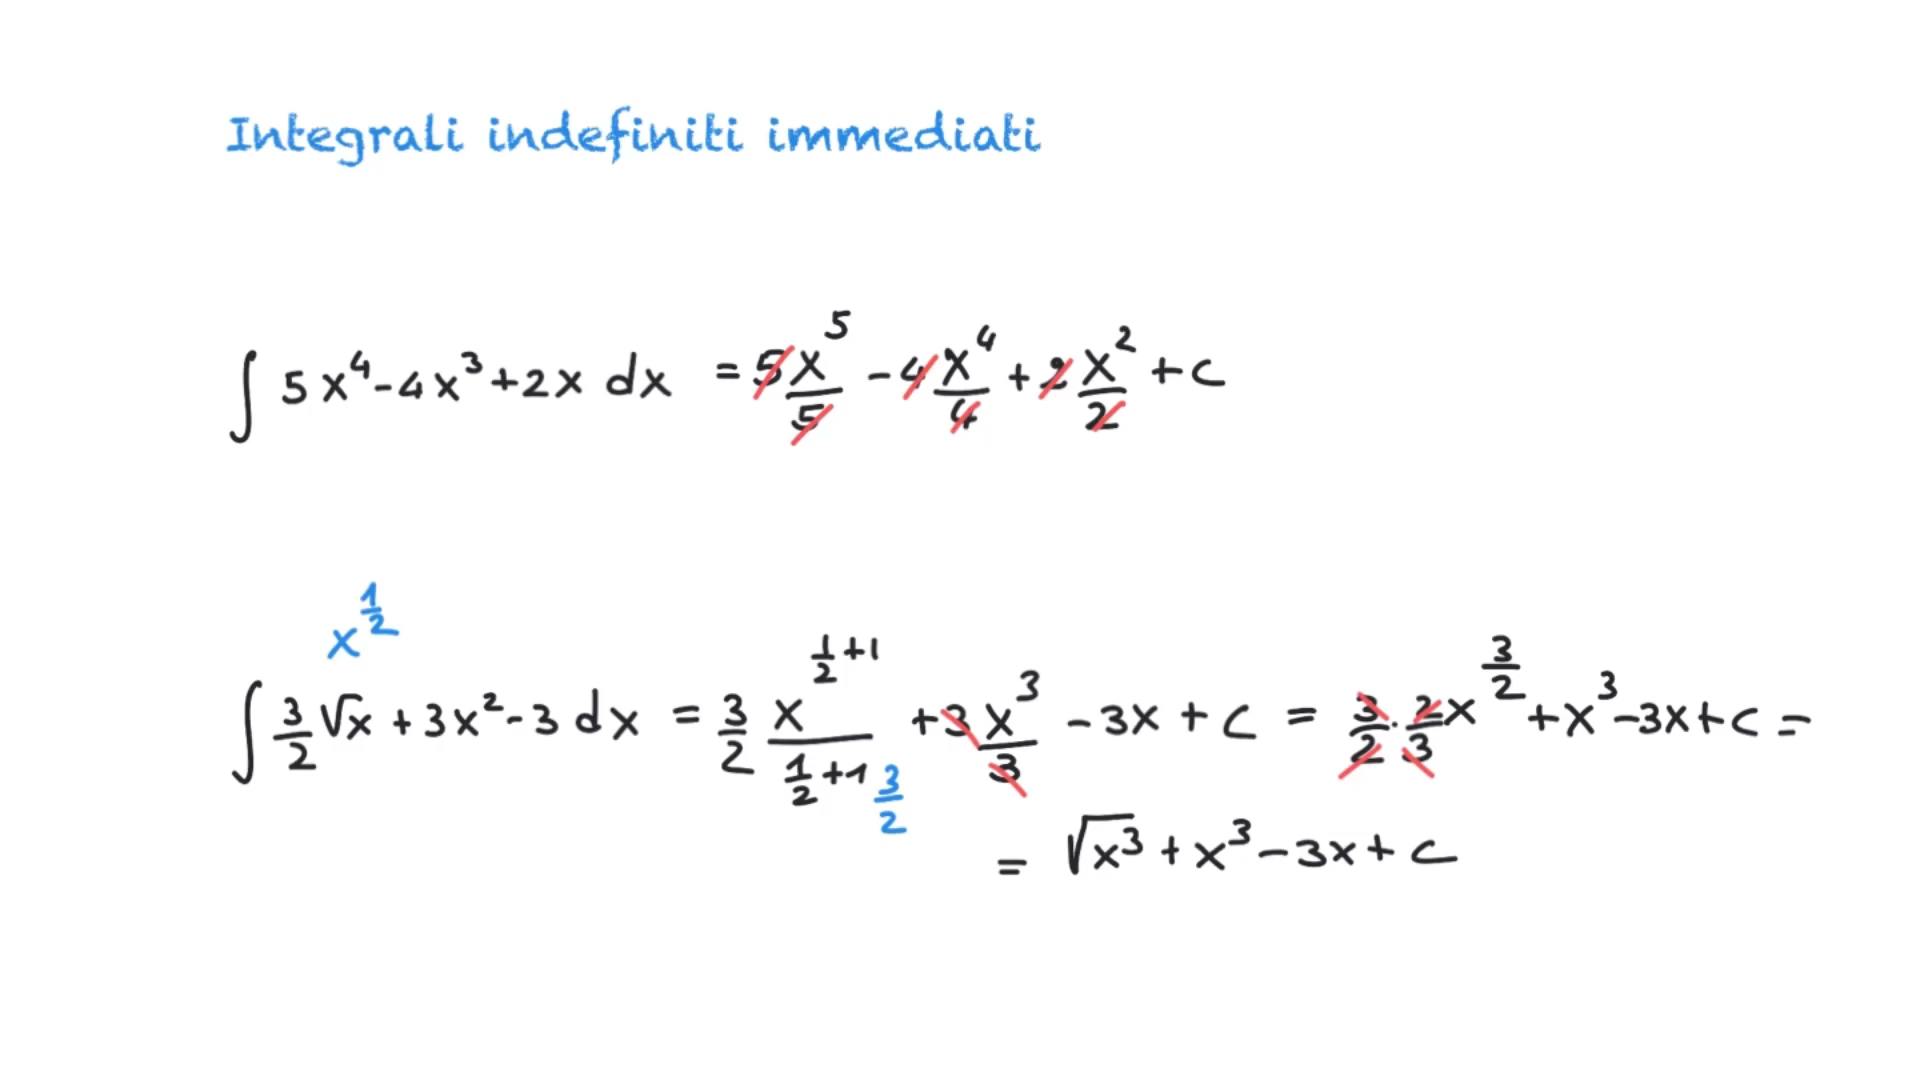 Integrali indefiniti immediati
∫ 5x⁴ - 4x³ + 2x dx = 5 x⁵/5 - 4 x⁴/4 + 2 x²/2 + c
x^(1/2)
∫ 3/2 √x + 3x² - 3 dx = 3/2 x^(1/2+1)/(1/2+1) 3/2 + 3 x³/3 - 3x + c = 3/2 · 2/3 x^(3/2) + x³ - 3x + c =
= √x³ + x³ - 3x + c